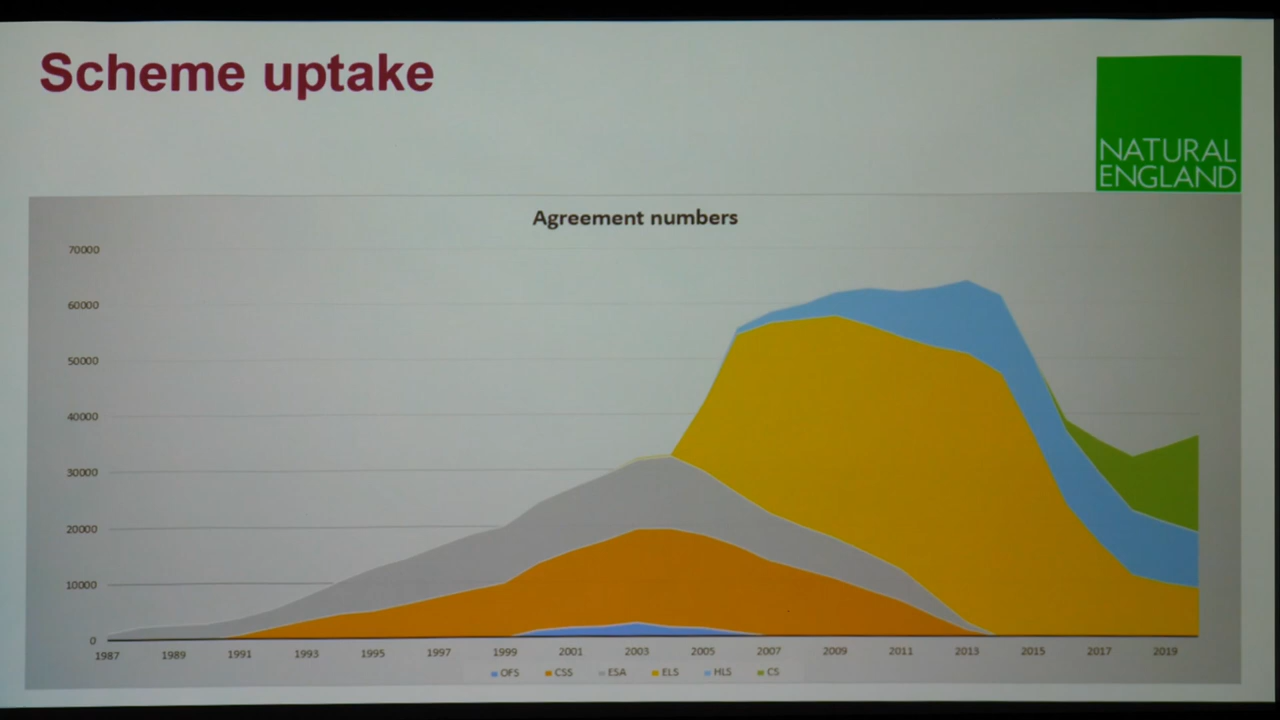 Scheme uptake
NATURAL
ENGLAND
Agreement numbers
70000
60000
50000
40000
30000
20000
10000
0
1987 1989 1991 1993 1995 1997 1999 2001 2003 2005 2007 2009 2011 2013 2015 2017 2019
OFS CSS ESA ELS HLS CS